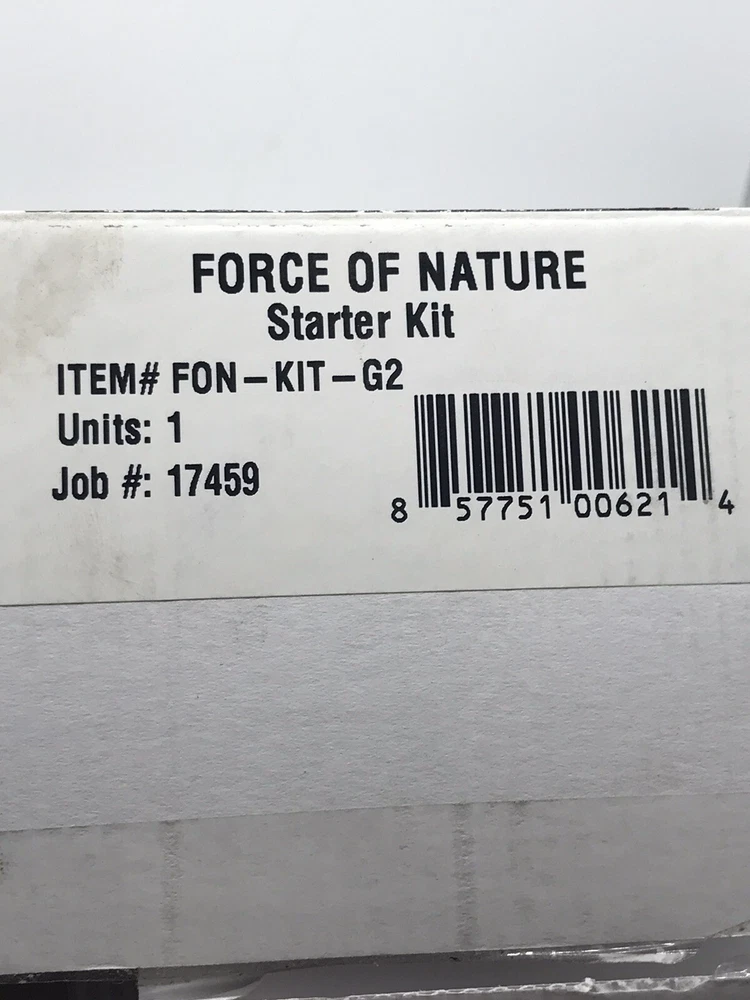 FORCE OF NATURE
Starter Kit
ITEM# FON-KIT-G2
Units: 1
Job #: 17459
8 57751 00621 4